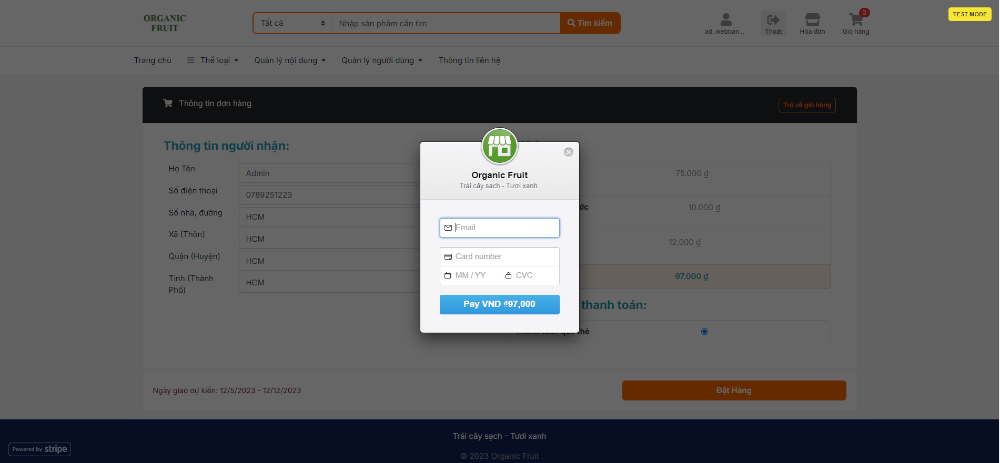 ORGANIC
FRUIT
Tất cả
Nhập sản phẩm cần tìm
Tìm kiếm
ad_webban...
Thoát
Hóa đơn
3
Giỏ hàng
TEST MODE
Trang chủ
Thể loại
Quản lý nội dung
Quản lý người dùng
Thông tin liên hệ
Thông tin đơn hàng
Trở về giỏ hàng
Thông tin người nhận:
Họ Tên
Admin
Số điện thoại
0789251223
Số nhà, đường
HCM
Xã (Thôn)
HCM
Quận (Huyện)
HCM
Tỉnh (Thành
Phố)
HCM
Organic Fruit
Trái cây sạch - Tươi xanh.
Email
Card number
MM / YY
CVC
Pay VND ₫97,000
75.000 ₫
10.000 ₫
12.000 ₫
97.000 ₫
thanh toán:
Thanh toán qua thẻ
Ngày giao dự kiến: 12/5/2023 - 12/12/2023
Đặt Hàng
Trái cây sạch - Tươi xanh
© 2023 Organic Fruit
Powered by stripe